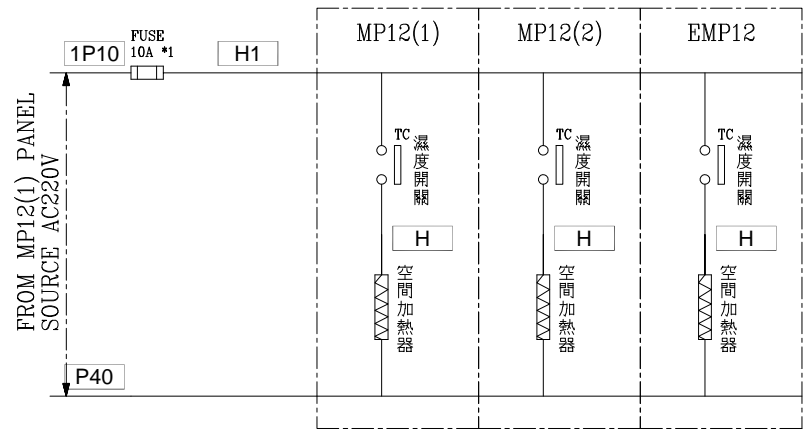 MP12(1)
MP12(2)
EMP12
FUSE
10A *1
1P10
H1
FROM MP12(1) PANEL
SOURCE AC220V
TC
濕度開關
H
空間加熱器
TC
濕度開關
H
空間加熱器
TC
濕度開關
H
空間加熱器
P40